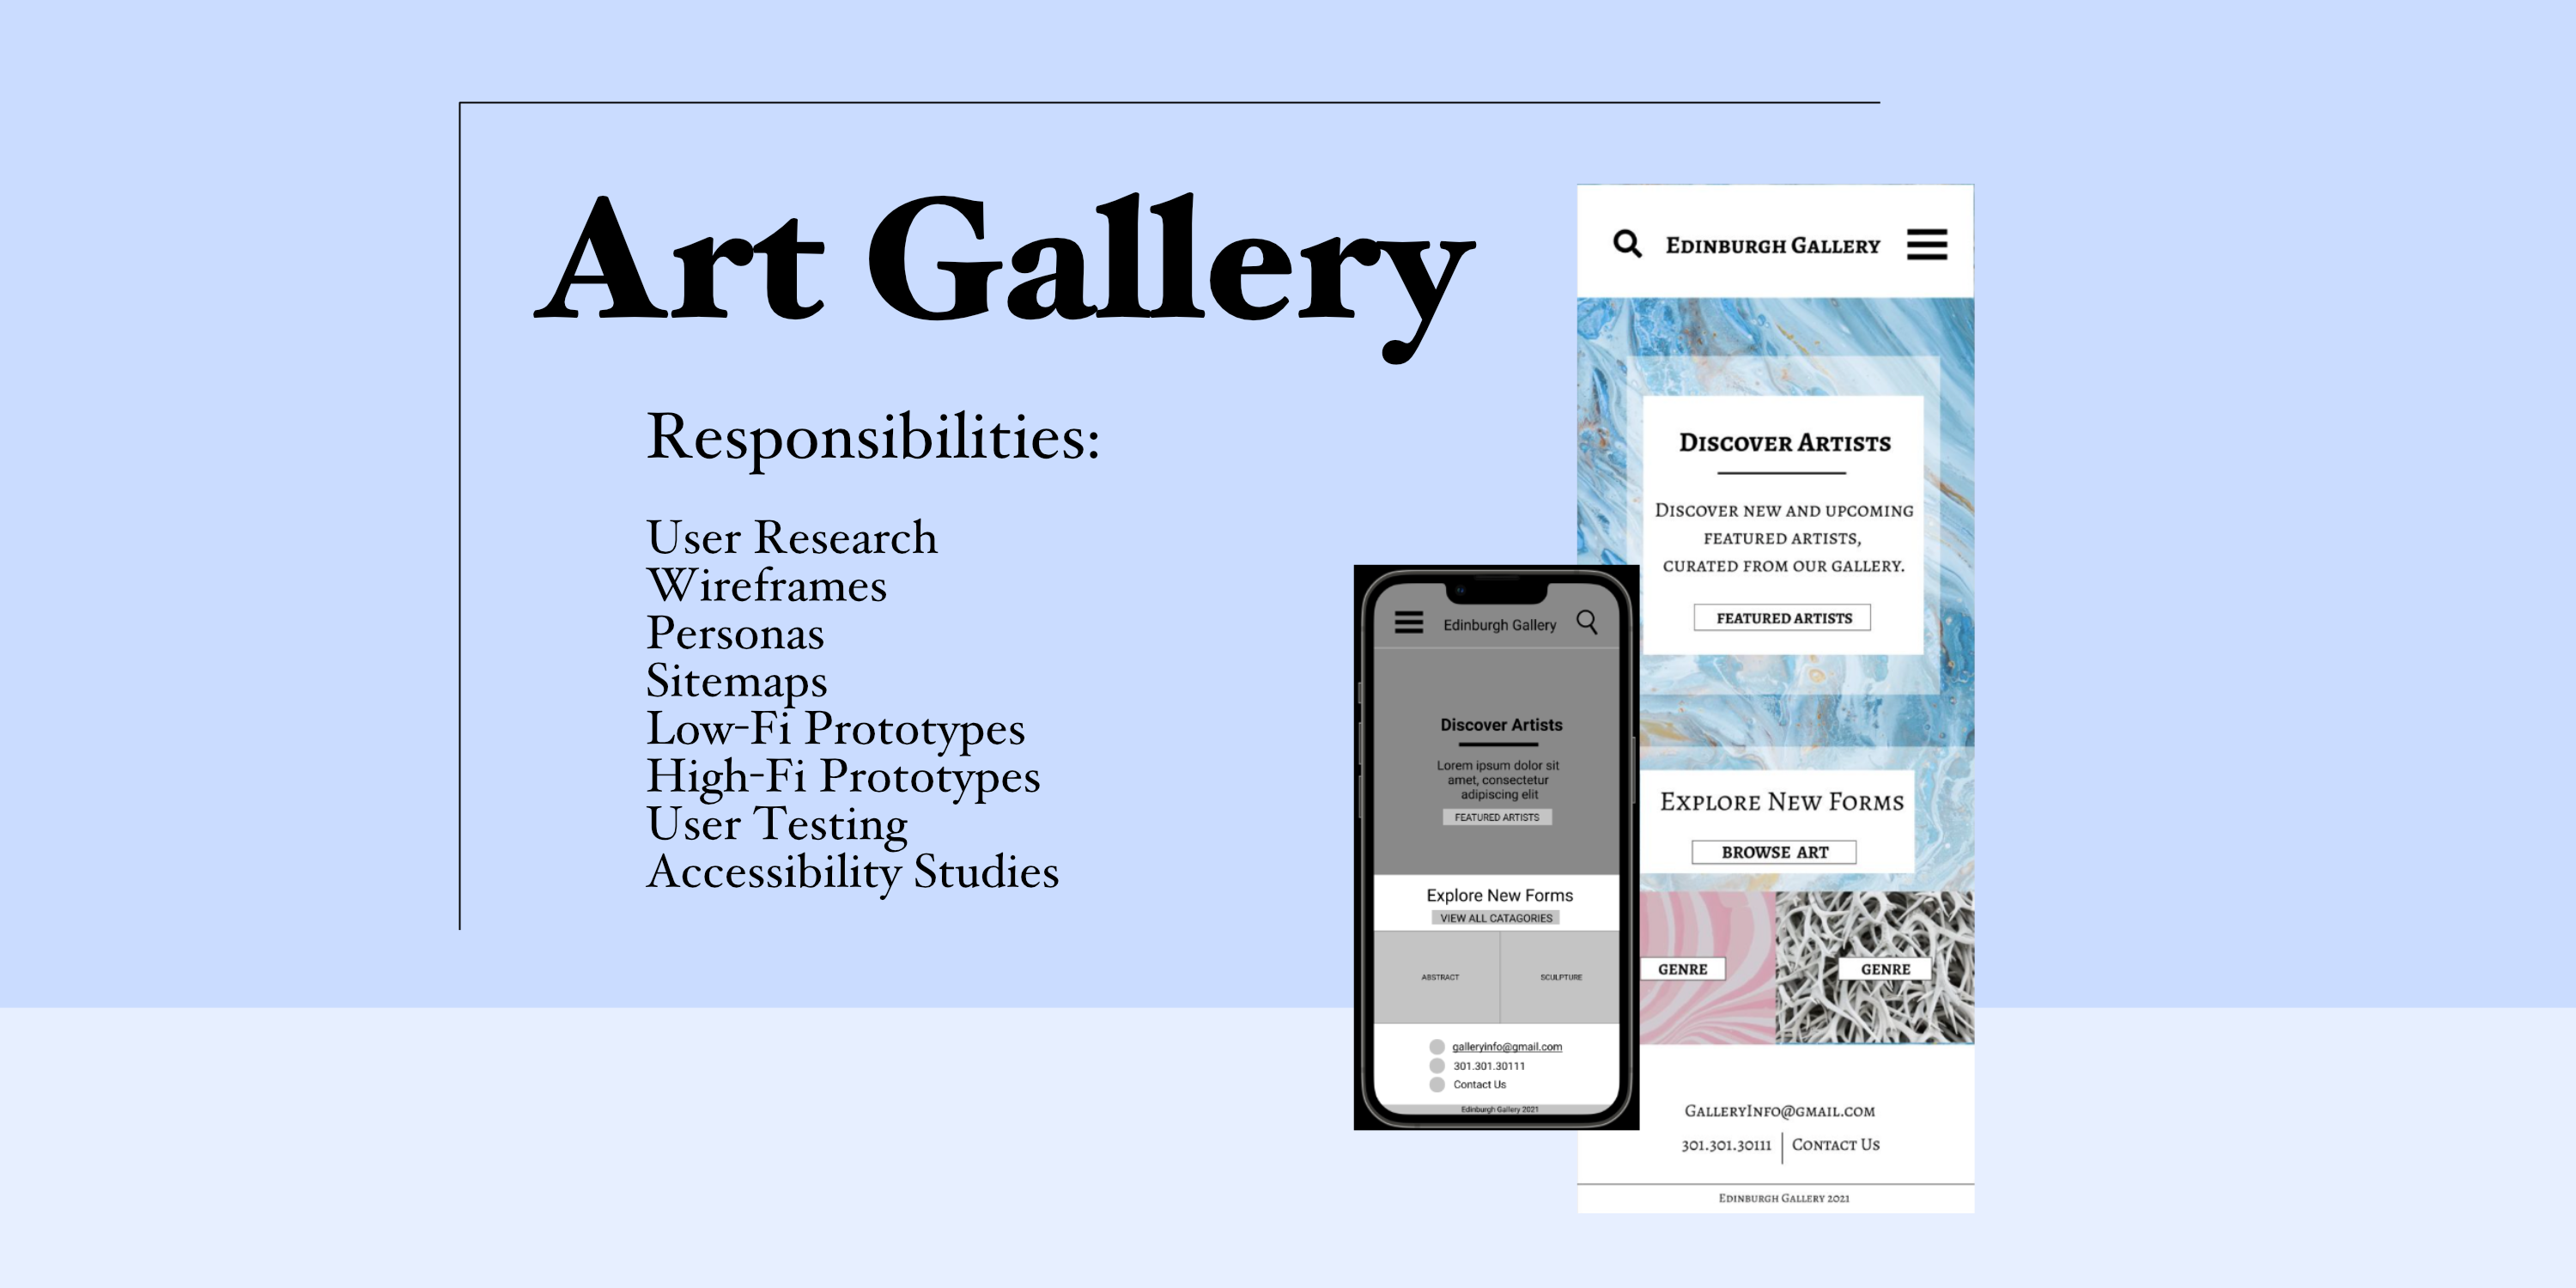 Art Gallery
Responsibilities:
User Research
Wireframes
Personas
Sitemaps
Low-Fi Prototypes
High-Fi Prototypes
User Testing
Accessibility Studies
Edinburgh Gallery
Discover Artists
Lorem ipsum dolor sit
amet, consectetur
adipiscing elit
FEATURED ARTISTS
Explore New Forms
VIEW ALL CATAGORIES
ABSTRACT
SCULPTURE
galleryinfo@gmail.com
301.301.30111
Contact Us
Edinburgh Gallery 2021
Edinburgh Gallery
Discover Artists
Discover new and upcoming
featured artists,
curated from our gallery.
FEATURED ARTISTS
Explore New Forms
BROWSE ART
GENRE
GENRE
GalleryInfo@gmail.com
301.301.30111 | Contact Us
Edinburgh Gallery 2021